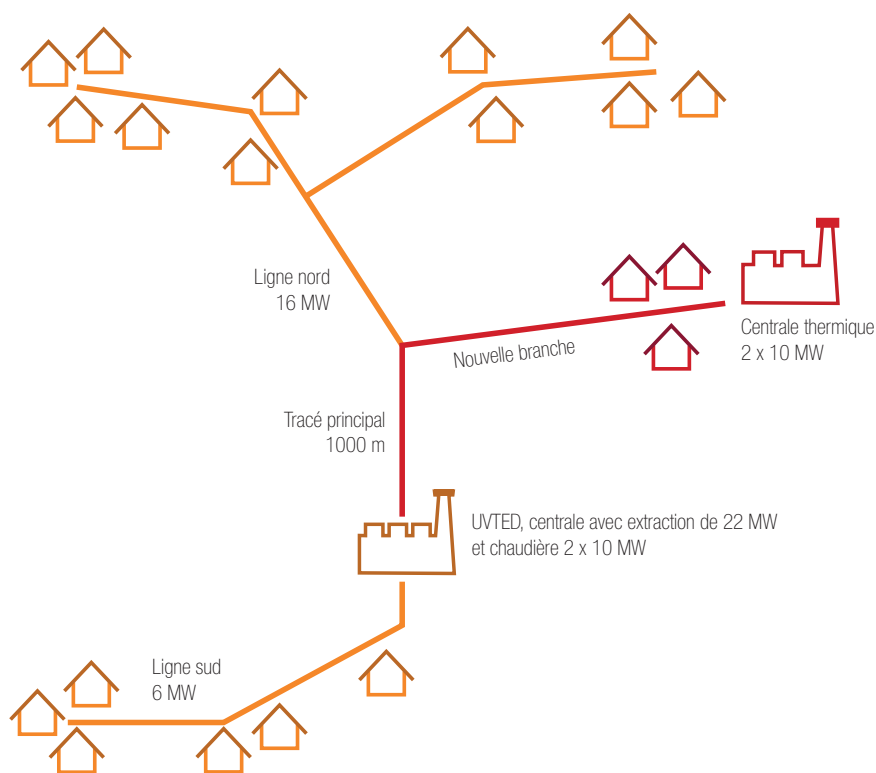 Ligne nord
16 MW
Centrale thermique
2 x 10 MW
Nouvelle branche
Tracé principal
1000 m
UVTED, centrale avec extraction de 22 MW
et chaudière 2 x 10 MW
Ligne sud
6 MW